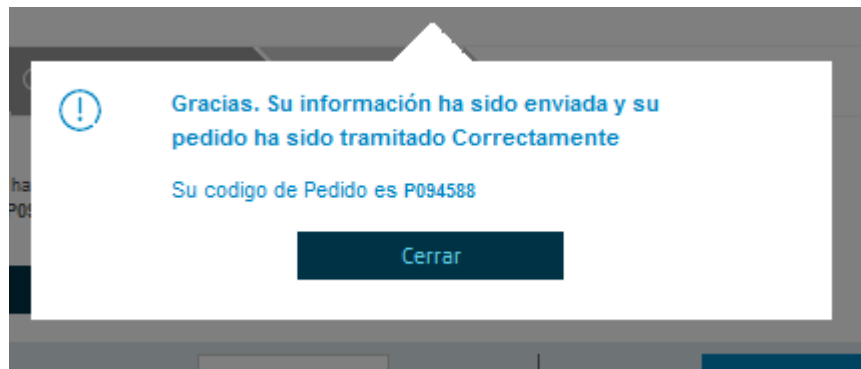 Gracias. Su información ha sido enviada y su
pedido ha sido tramitado Correctamente
Su codigo de Pedido es P094588
Cerrar
ha